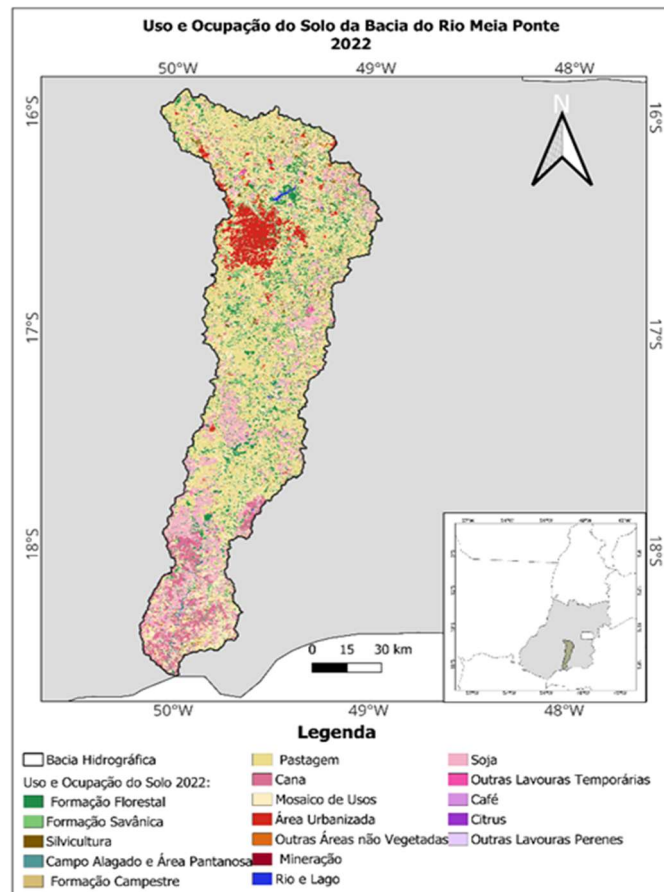 Uso e Ocupação do Solo da Bacia do Rio Meia Ponte
2022
50°W 49°W 48°W
16°S 16°S
N
17°S 17°S
18°S 18°S
0 15 30 km
50°W 49°W 48°W
Legenda
Bacia Hidrográfica
Uso e Ocupação do Solo 2022:
Formação Florestal
Formação Savânica
Silvicultura
Campo Alagado e Área Pantanosa
Formação Campestre
Pastagem
Cana
Mosaico de Usos
Área Urbanizada
Outras Áreas não Vegetadas
Mineração
Rio e Lago
Soja
Outras Lavouras Temporárias
Café
Citrus
Outras Lavouras Perenes